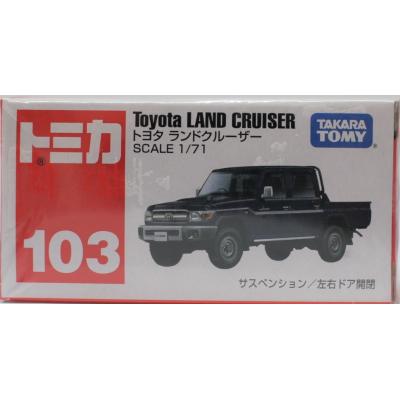 トミカ
®
103
Toyota LAND CRUISER
トヨタ ランドクルーザー
SCALE 1/71
TAKARA
TOMY
サスペンション/左右ドア開閉